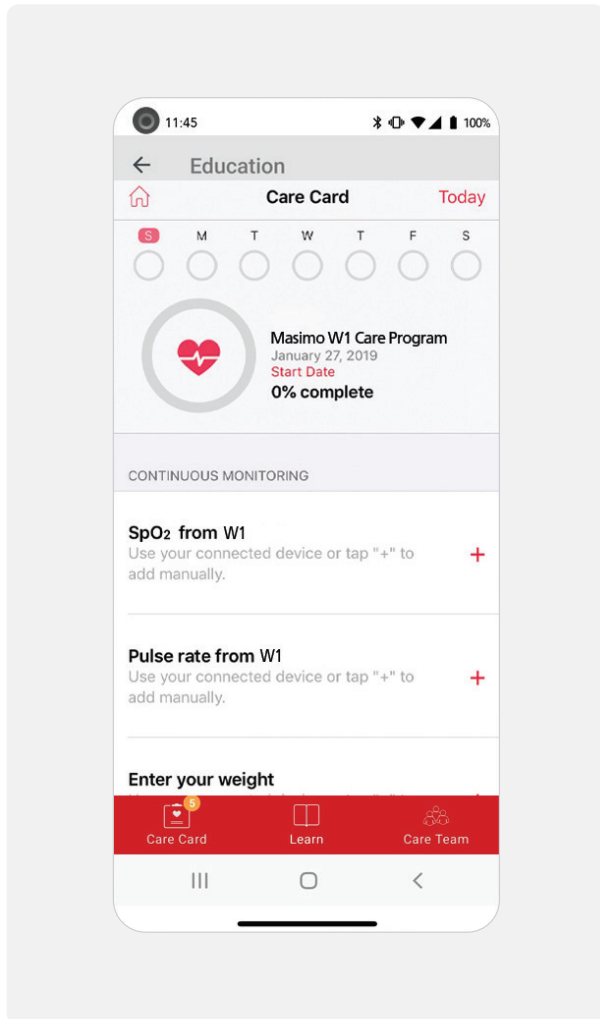 11:45
100%
Education
Care Card
Today
S M T W T F S
Masimo W1 Care Program
January 27, 2019
Start Date
0% complete
CONTINUOUS MONITORING
SpO2 from W1
Use your connected device or tap "+" to
add manually.
+
Pulse rate from W1
Use your connected device or tap "+" to
add manually.
+
Enter your weight
5
Care Card
Learn
Care Team